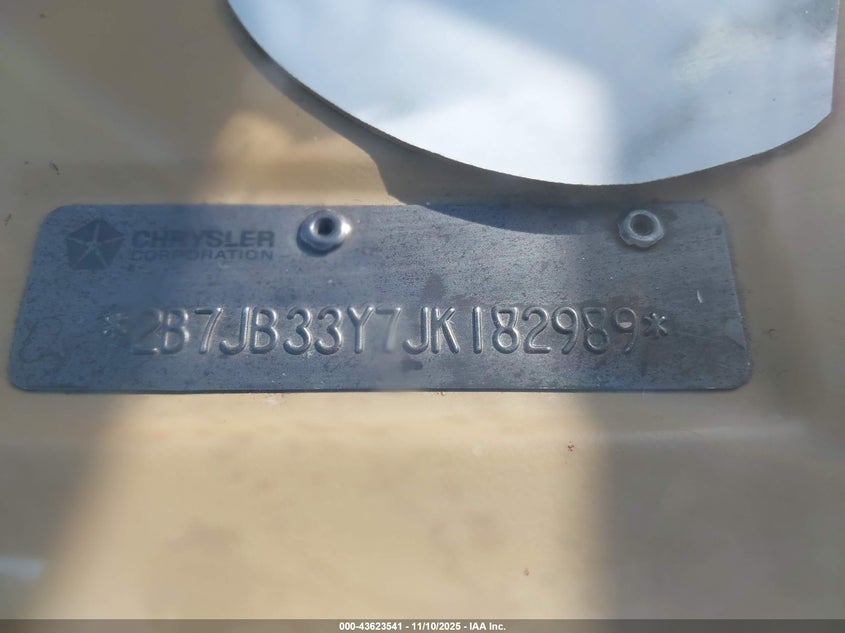 CHRYSLER
CORPORATION
*2B7JB33Y7JK182989*
000-43623541 - 11/10/2025 - IAA Inc.